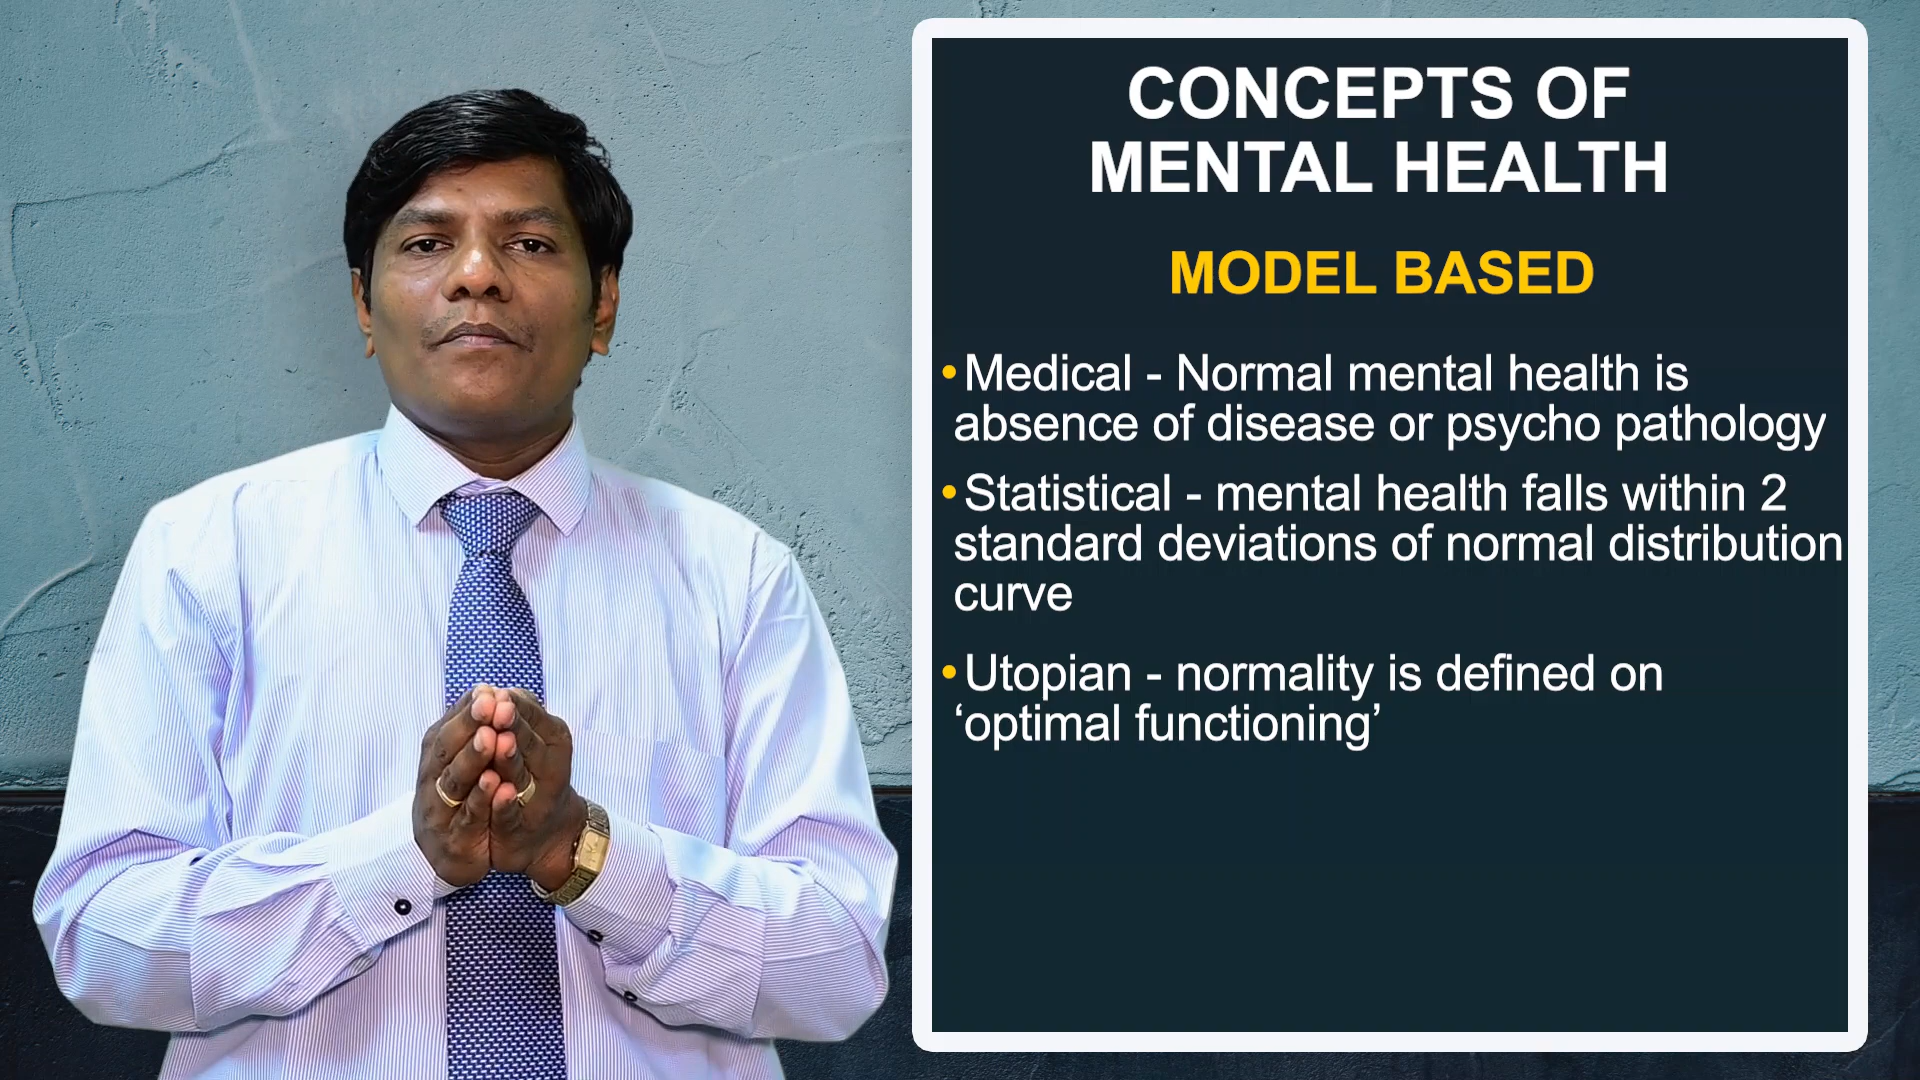 CONCEPTS OF
MENTAL HEALTH
MODEL BASED
•Medical - Normal mental health is
absence of disease or psycho pathology
•Statistical - mental health falls within 2
standard deviations of normal distribution
curve
•Utopian - normality is defined on
‘optimal functioning’